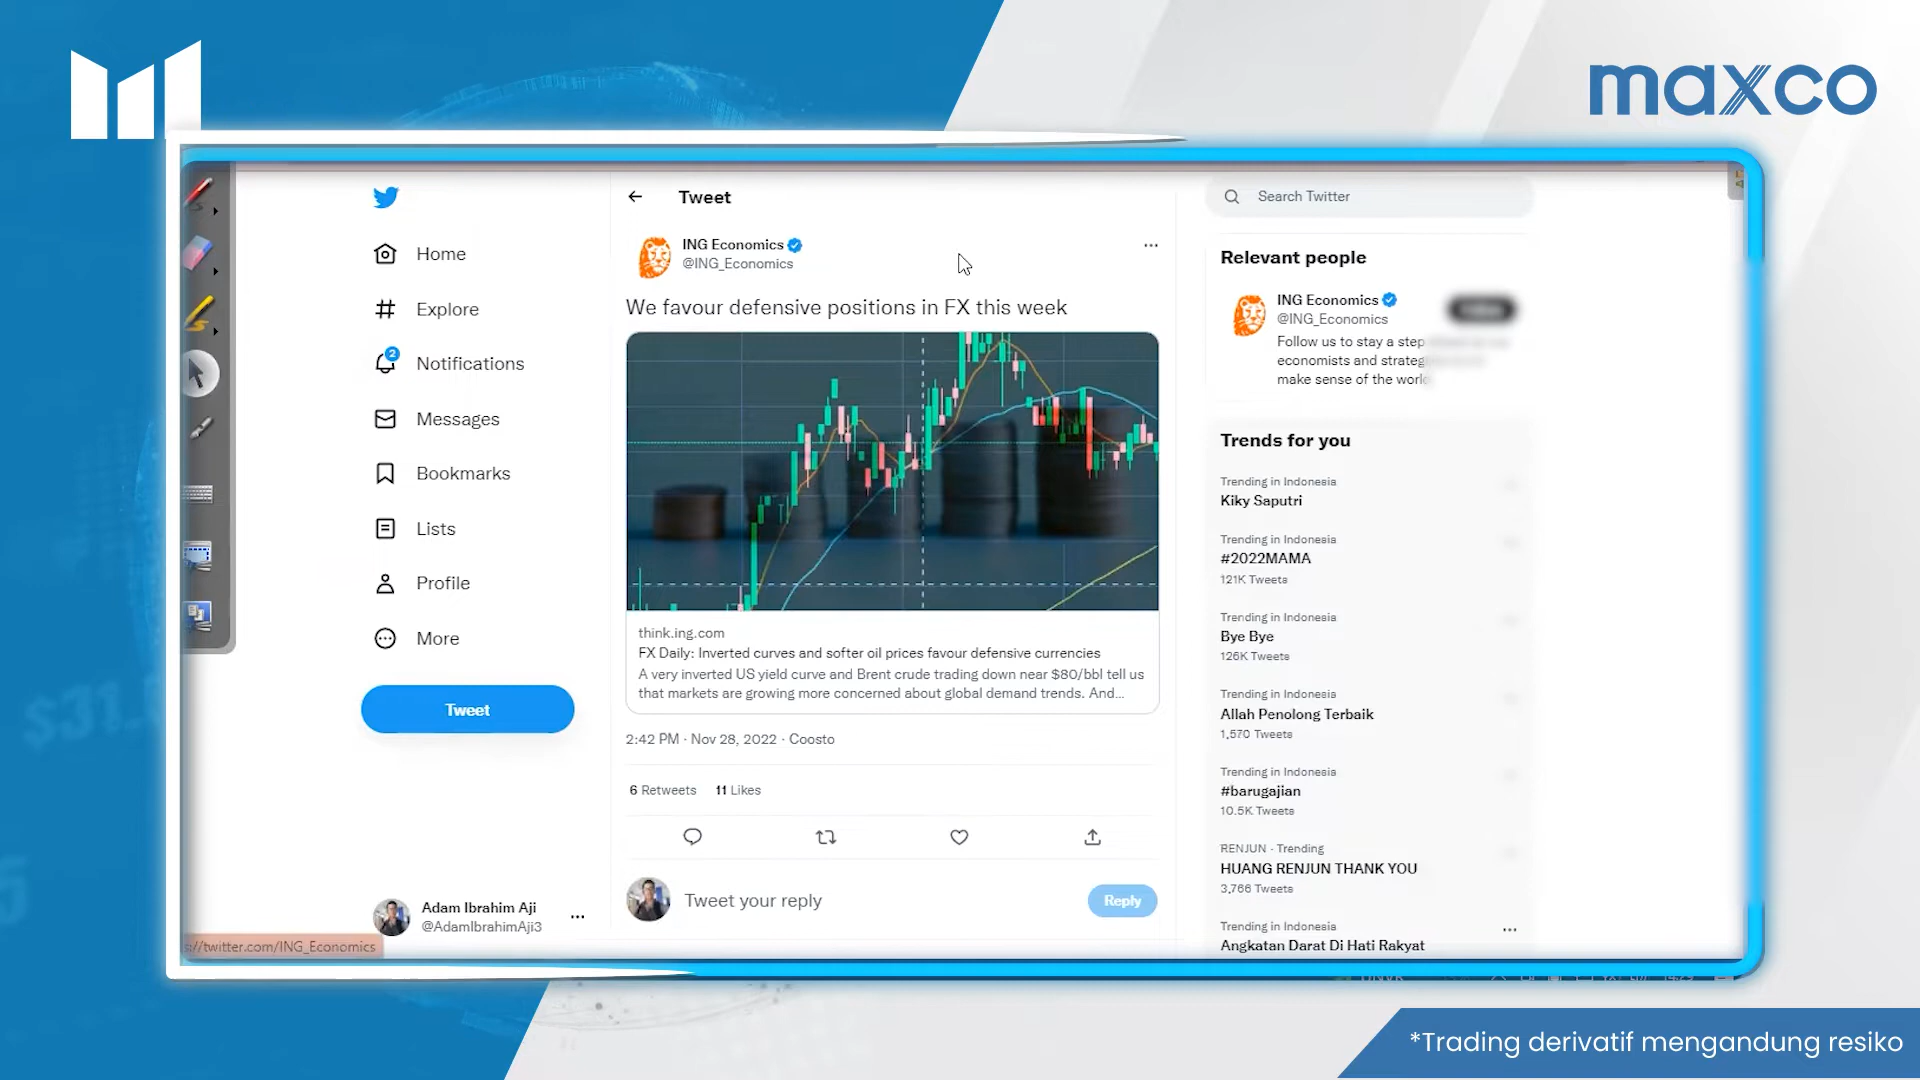 maxco
Home
Explore
2
Notifications
Messages
Bookmarks
Lists
Profile
More
Tweet
Adam Ibrahim Aji
@AdamIbrahimAji3
://twitter.com/ING_Economics
Tweet
ING Economics
@ING_Economics
We favour defensive positions in FX this week
think.ing.com
FX Daily: Inverted curves and softer oil prices favour defensive currencies
A very inverted US yield curve and Brent crude trading down near $80/bbl tell us
that markets are growing more concerned about global demand trends. And...
2:42 PM · Nov 28, 2022 · Coosto
6 Retweets 11 Likes
Tweet your reply
Reply
Search Twitter
Relevant people
ING Economics
@ING_Economics
Follow us to stay a step
economists and
make sense of the world
Trends for you
Trending in Indonesia
Kiky Saputri
Trending in Indonesia
#2022MAMA
121K Tweets
Trending in Indonesia
Bye Bye
126K Tweets
Trending in Indonesia
Allah Penolong Terbaik
1,570 Tweets
Trending in Indonesia
#barugajian
10.5K Tweets
RENJUN · Trending
HUANG RENJUN THANK YOU
3,766 Tweets
Trending in Indonesia
Angkatan Darat Di Hati Rakyat
*Trading derivatif mengandung resiko